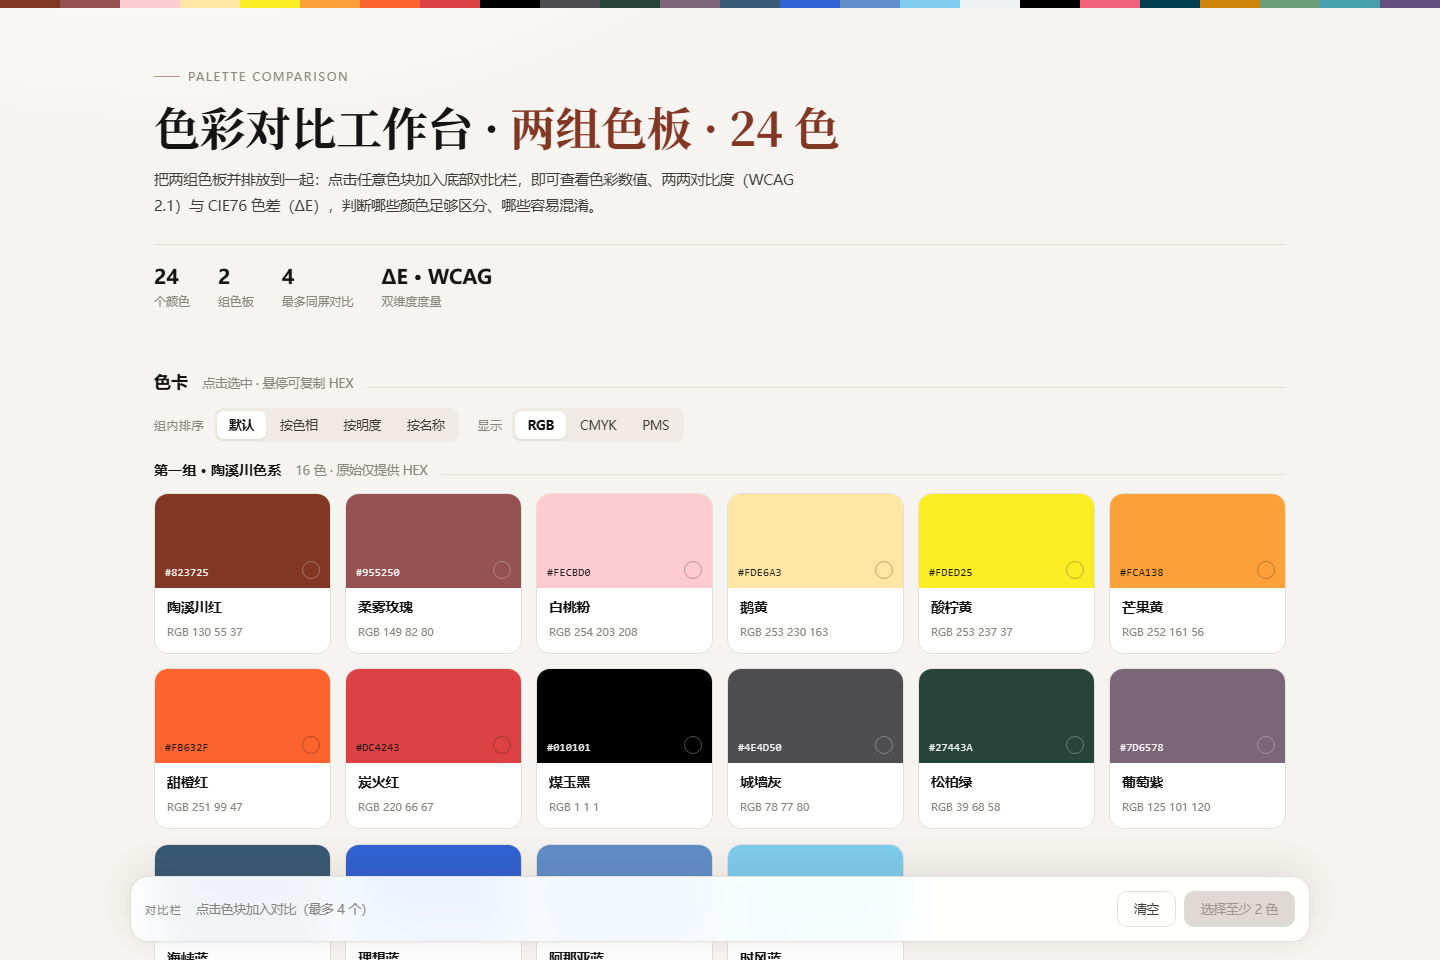 PALETTE COMPARISON
色彩对比工作台 · 两组色板 · 24 色
把两组色板并排放到一起：点击任意色块加入底部对比栏，即可查看色彩数值、两两对比度（WCAG
2.1）与 CIE76 色差（ΔE），判断哪些颜色足够区分、哪些容易混淆。
24 2 4 ΔE • WCAG
个颜色 组色板 最多同屏对比 双维度度量
色卡 点击选中 · 悬停可复制 HEX
组内排序 默认 按色相 按明度 按名称 显示 RGB CMYK PMS
第一组 • 陶溪川色系 16 色 · 原始仅提供 HEX
#823725 #955250 #FECBD0 #FDE6A3 #FDED25 #FCA138
陶溪川红 柔雾玫瑰 白桃粉 鹅黄 酸柠黄 芒果黄
RGB 130 55 37 RGB 149 82 80 RGB 254 203 208 RGB 253 230 163 RGB 253 237 37 RGB 252 161 56
#FB632F #DC4243 #010101 #4E4D50 #27443A #7D6578
甜橙红 炭火红 煤玉黑 城墙灰 松柏绿 葡萄紫
RGB 251 99 47 RGB 220 66 67 RGB 1 1 1 RGB 78 77 80 RGB 39 68 58 RGB 125 101 120
对比栏 点击色块加入对比（最多 4 个） 清空 选择至少 2 色
海峡蓝 理想蓝 阿那亚蓝 时风蓝